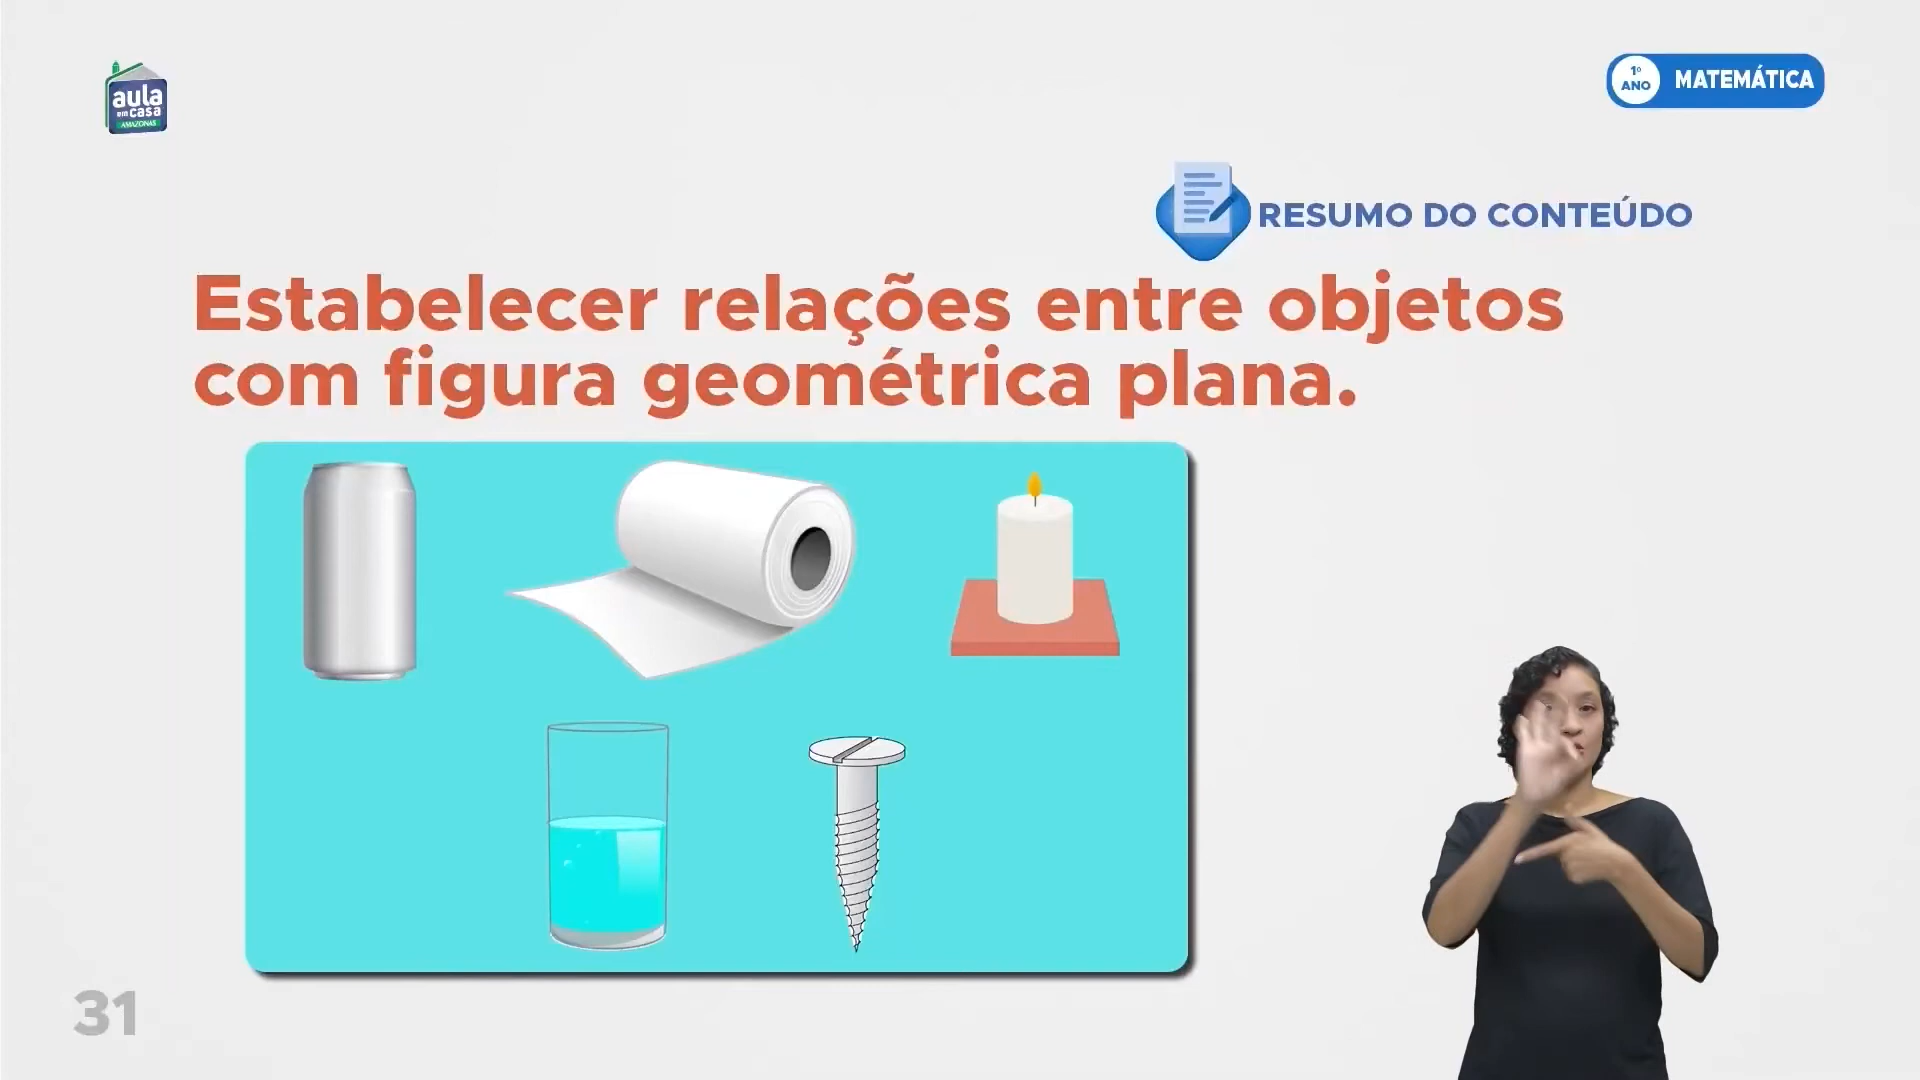 aula
em casa
AMAZONAS
1º
ANO
MATEMÁTICA
RESUMO DO CONTEÚDO
Estabelecer relações entre objetos
com figura geométrica plana.
31